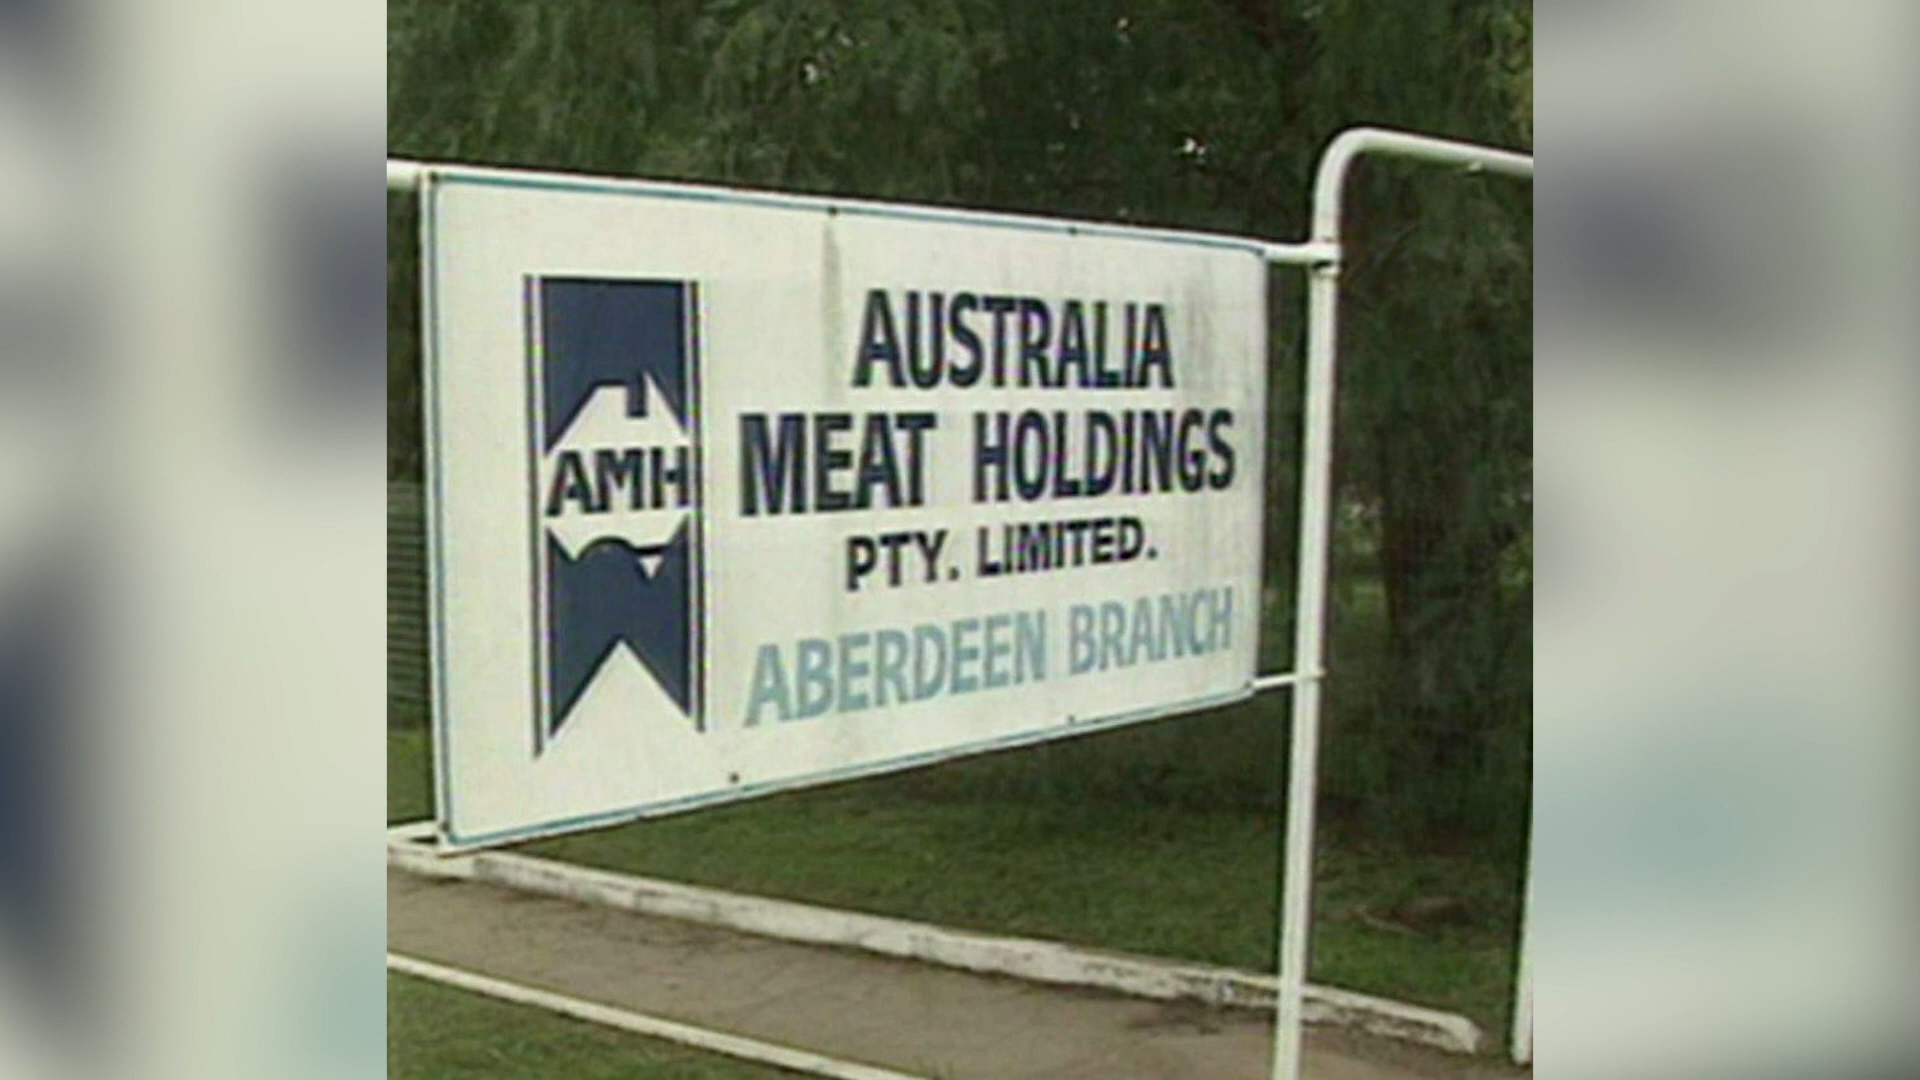 AMH
AUSTRALIA
MEAT HOLDINGS
PTY. LIMITED.
ABERDEEN BRANCH